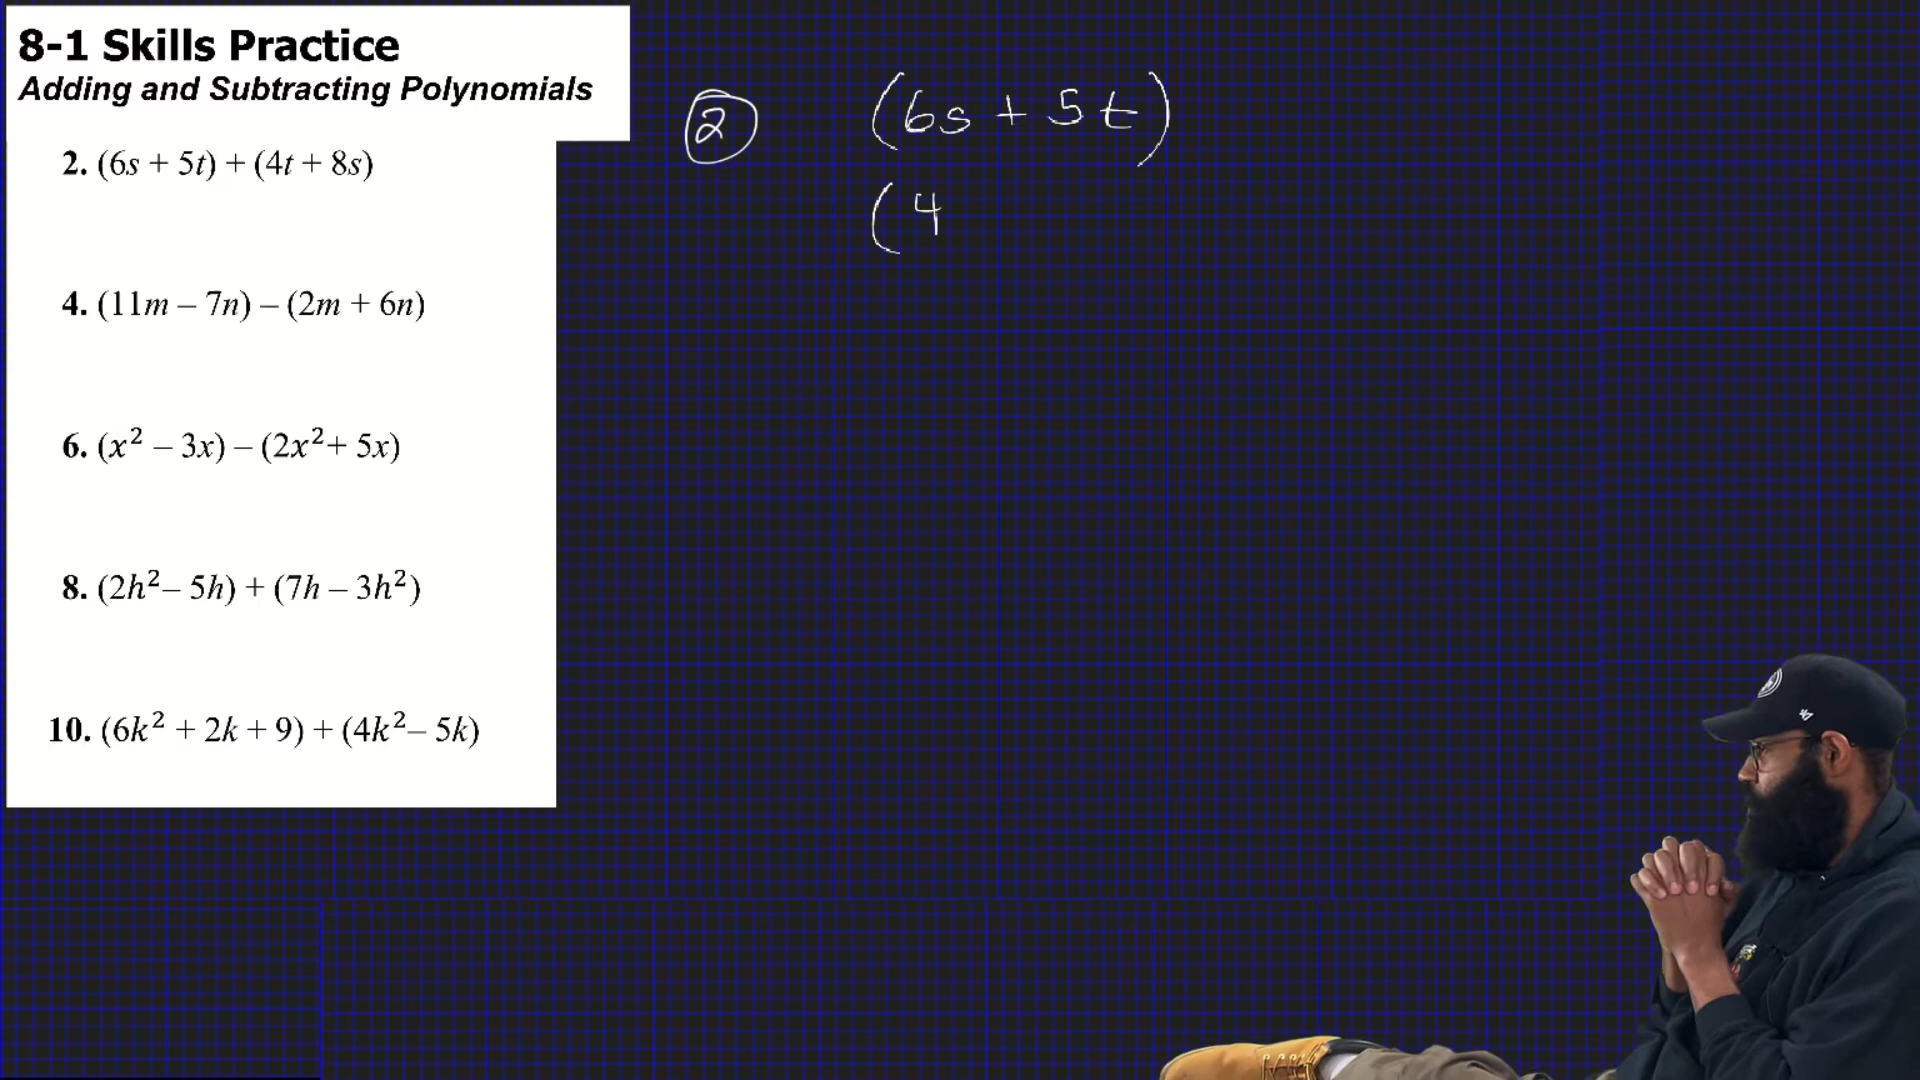 8-1 Skills Practice
Adding and Subtracting Polynomials
2. (6s + 5t) + (4t + 8s)
4. (11m – 7n) – (2m + 6n)
6. (x² – 3x) – (2x²+ 5x)
8. (2h²– 5h) + (7h – 3h²)
10. (6k² + 2k + 9) + (4k²– 5k)
2 (6s + 5t)
(4